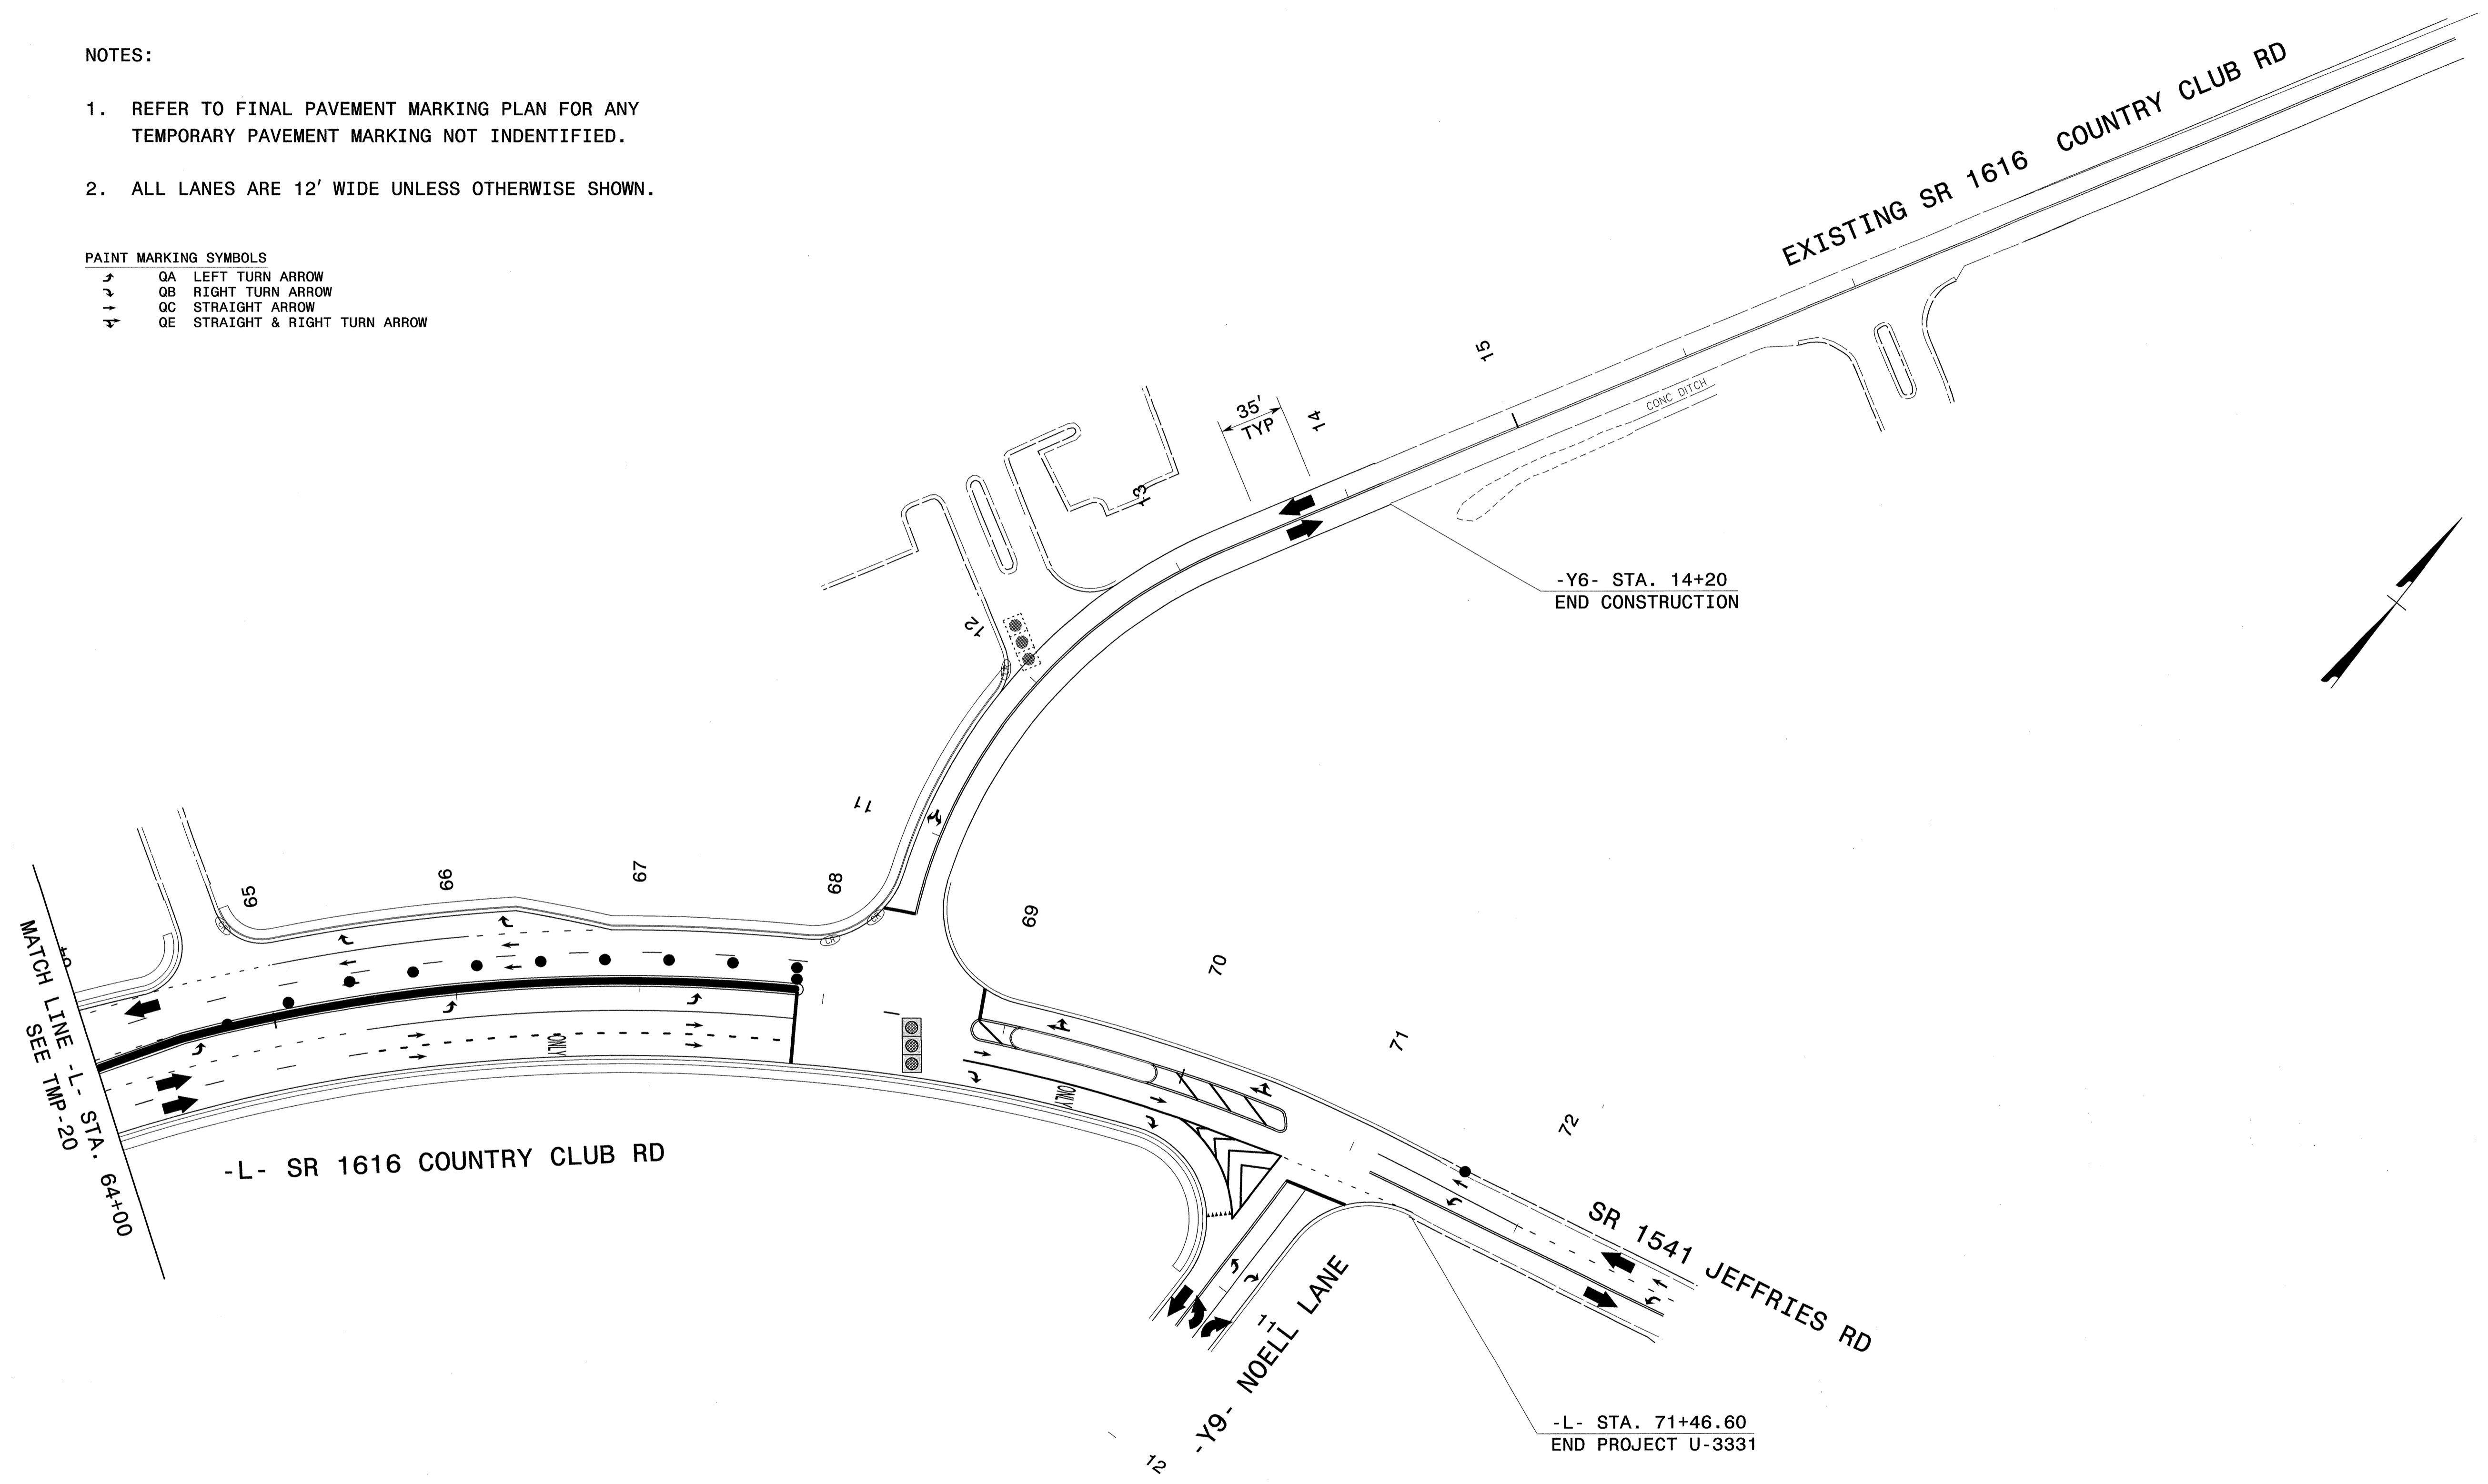 NOTES:
1. REFER TO FINAL PAVEMENT MARKING PLAN FOR ANY
TEMPORARY PAVEMENT MARKING NOT INDENTIFIED.
2. ALL LANES ARE 12' WIDE UNLESS OTHERWISE SHOWN.
PAINT MARKING SYMBOLS
QA LEFT TURN ARROW
QB RIGHT TURN ARROW
QC STRAIGHT ARROW
QE STRAIGHT & RIGHT TURN ARROW
EXISTING SR 1616 COUNTRY CLUB RD
15
CONC DITCH
35'
TYP
14
13
12
11
-Y6- STA. 14+20
END CONSTRUCTION
MATCH LINE -L- STA. 64+00
SEE TMP-20
64
65
66
67
68
69
70
71
72
CR
ONLY
ONLY
-L- SR 1616 COUNTRY CLUB RD
SR 1541 JEFFRIES RD
-Y9- NOELL LANE
11
12
-L- STA. 71+46.60
END PROJECT U-3331